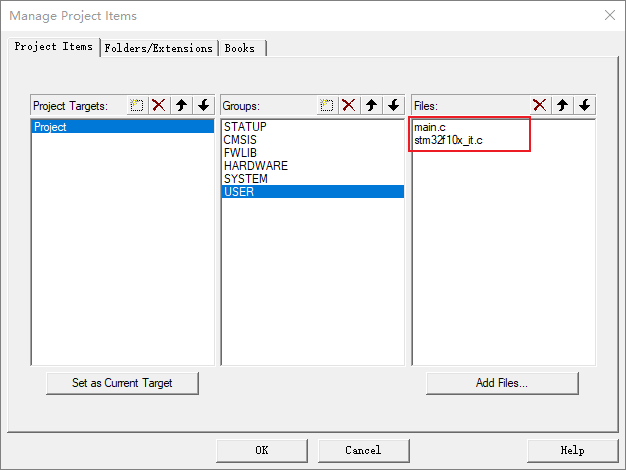 Manage Project Items
Project Items
Folders/Extensions
Books
Project Targets:
Project
Set as Current Target
Groups:
STATUP
CMSIS
FWLIB
HARDWARE
SYSTEM
USER
Files:
main.c
stm32f10x_it.c
Add Files...
OK
Cancel
Help